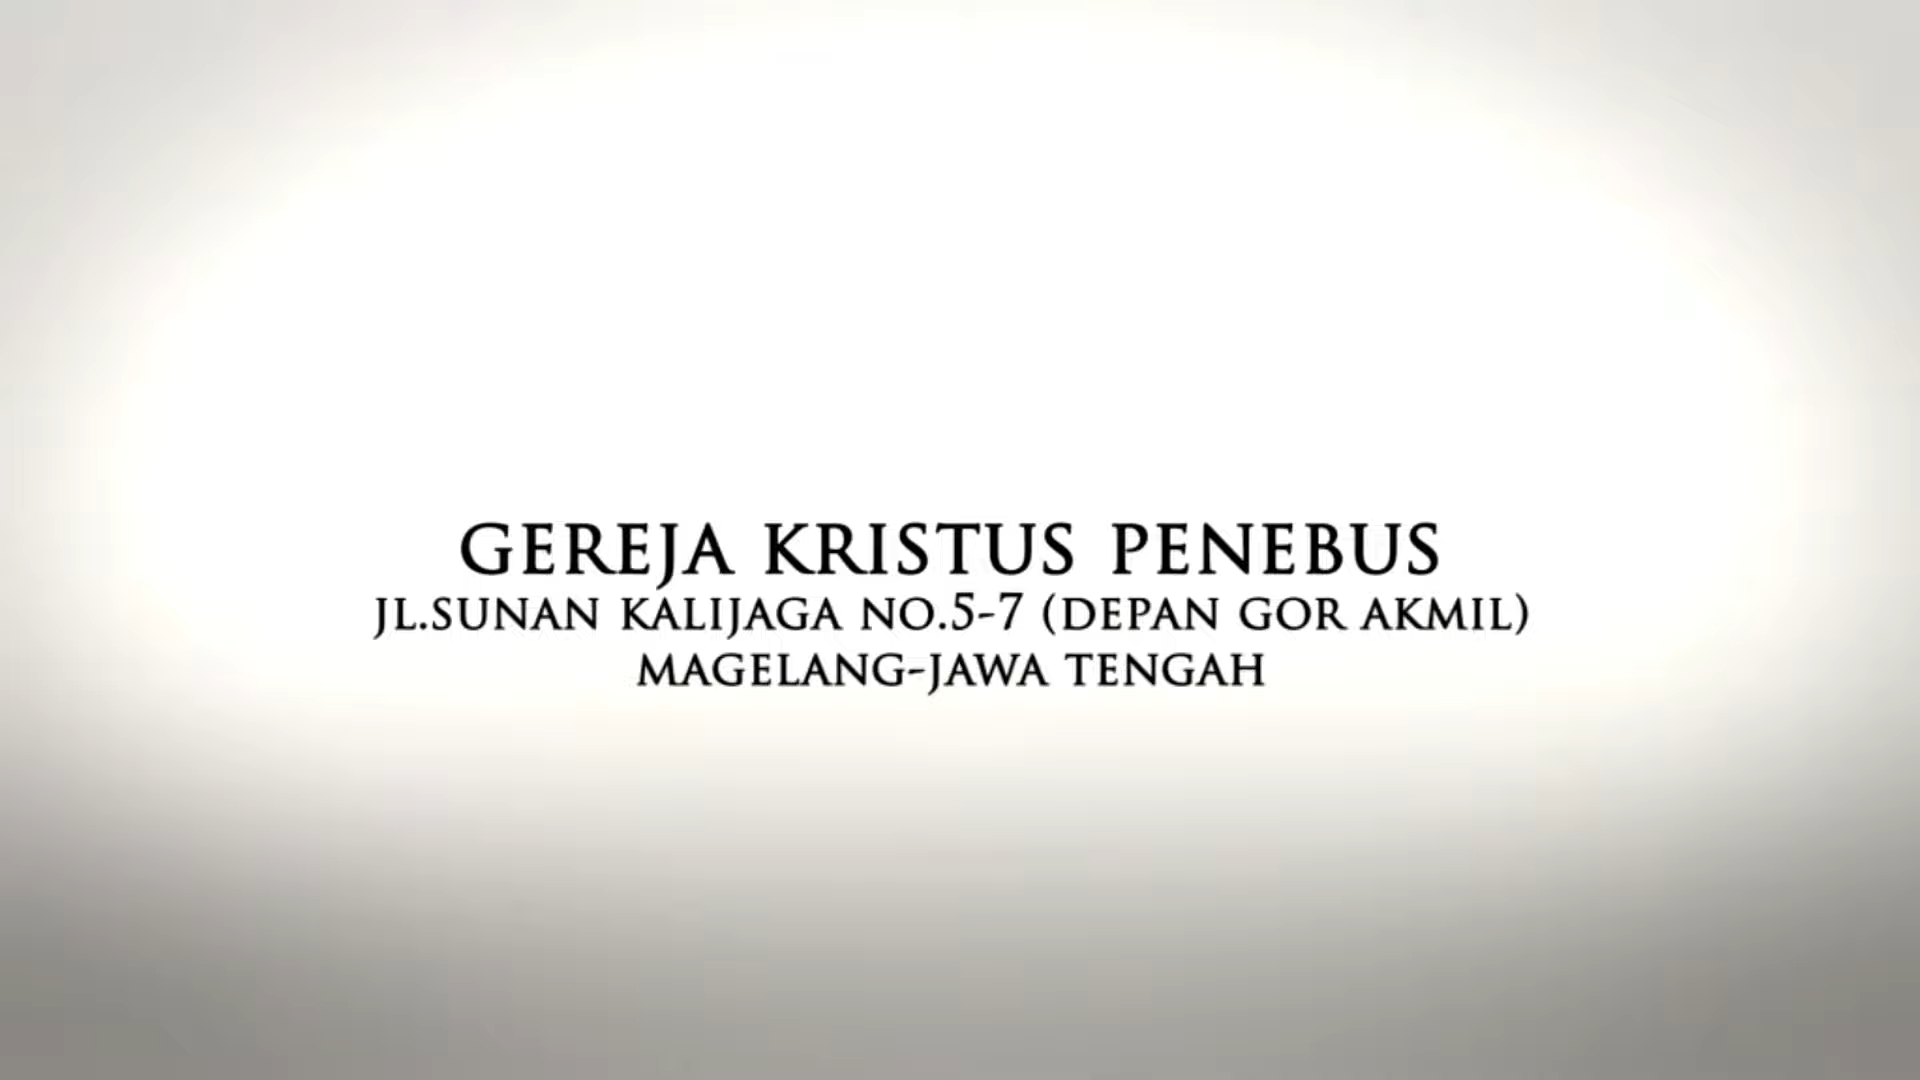 GEREJA KRISTUS PENEBUS
JL.SUNAN KALIJAGA NO.5-7 (DEPAN GOR AKMIL)
MAGELANG-JAWA TENGAH